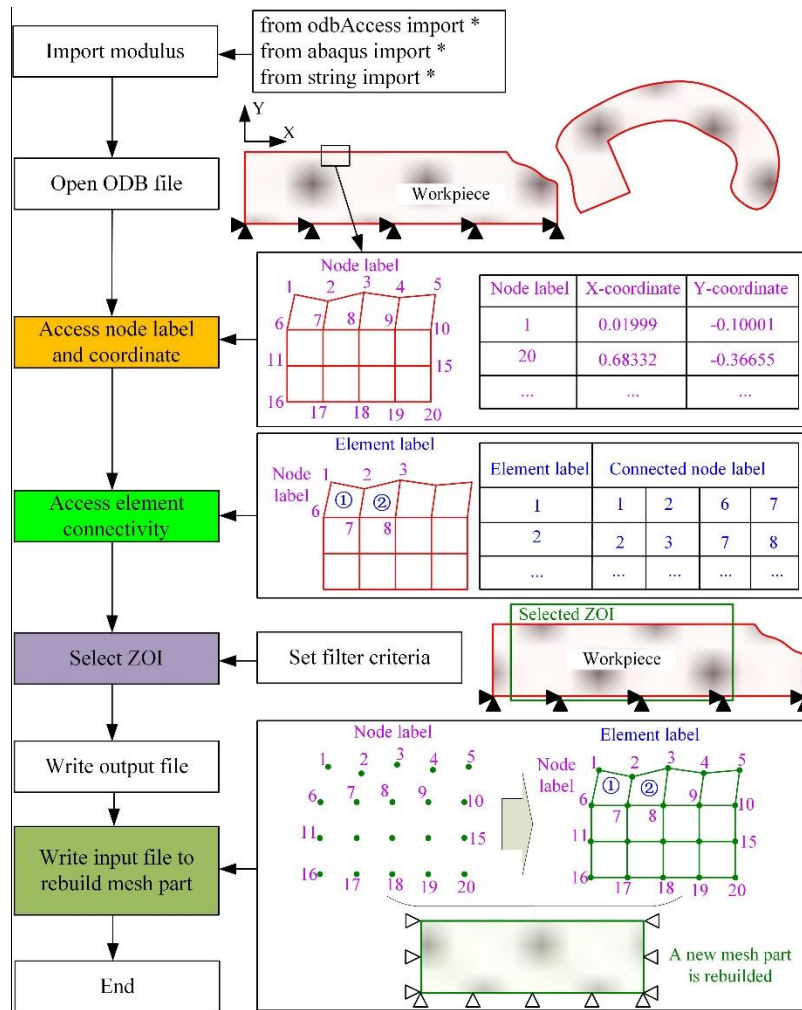 Import modulus
from odbAccess import *
from abaqus import *
from string import *
Y
X
Open ODB file
Workpiece
Access node label
and coordinate
Node label
1 2 3 4 5
6 7 8 9 10
11 15
16 17 18 19 20
Node label X-coordinate Y-coordinate
1 0.01999 -0.10001
20 0.68332 -0.36655
... ... ...
Access element
connectivity
Element label
Node
label
1 2 3
6 ① ②
7 8
Element label Connected node label
1 1 2 6 7
2 2 3 7 8
... ... ... ... ...
Select ZOI
Set filter criteria
Selected ZOI
Workpiece
Write output file
Write input file to
rebuild mesh part
Node label
1 2 3 4 5
6 7 8 9 10
11 15
16 17 18 19 20
Element label
Node
label
1 2 3 4 5
① ②
6 7 8 9 10
11 15
16 17 18 19 20
A new mesh part
is rebuilded
End